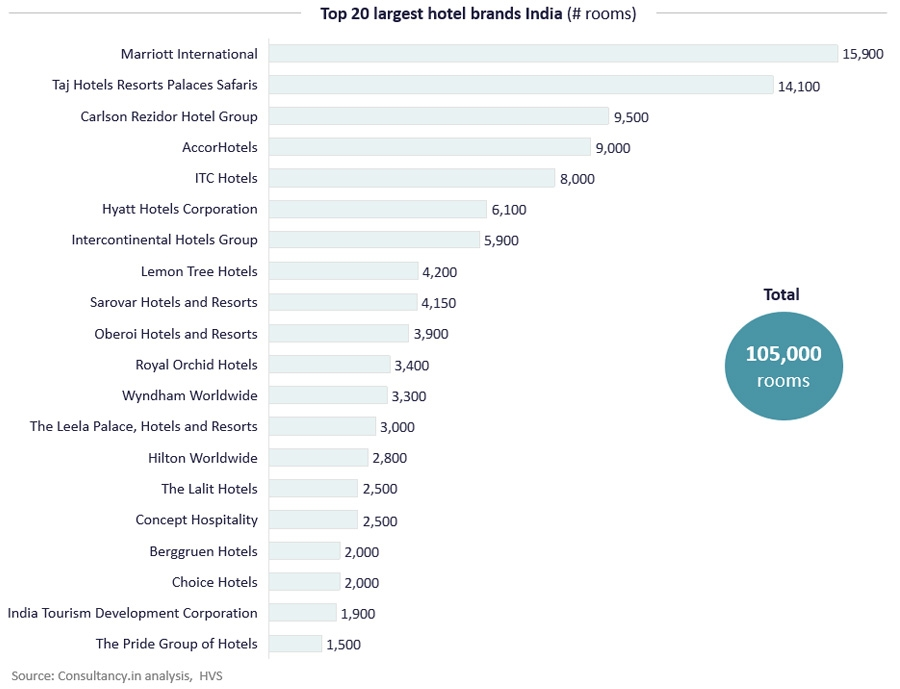 Top 20 largest hotel brands India (# rooms)
Marriott International 15,900
Taj Hotels Resorts Palaces Safaris 14,100
Carlson Rezidor Hotel Group 9,500
AccorHotels 9,000
ITC Hotels 8,000
Hyatt Hotels Corporation 6,100
Intercontinental Hotels Group 5,900
Lemon Tree Hotels 4,200
Sarovar Hotels and Resorts 4,150
Oberoi Hotels and Resorts 3,900
Royal Orchid Hotels 3,400
Wyndham Worldwide 3,300
The Leela Palace, Hotels and Resorts 3,000
Hilton Worldwide 2,800
The Lalit Hotels 2,500
Concept Hospitality 2,500
Berggruen Hotels 2,000
Choice Hotels 2,000
India Tourism Development Corporation 1,900
The Pride Group of Hotels 1,500
Total
105,000
rooms
Source: Consultancy.in analysis, HVS